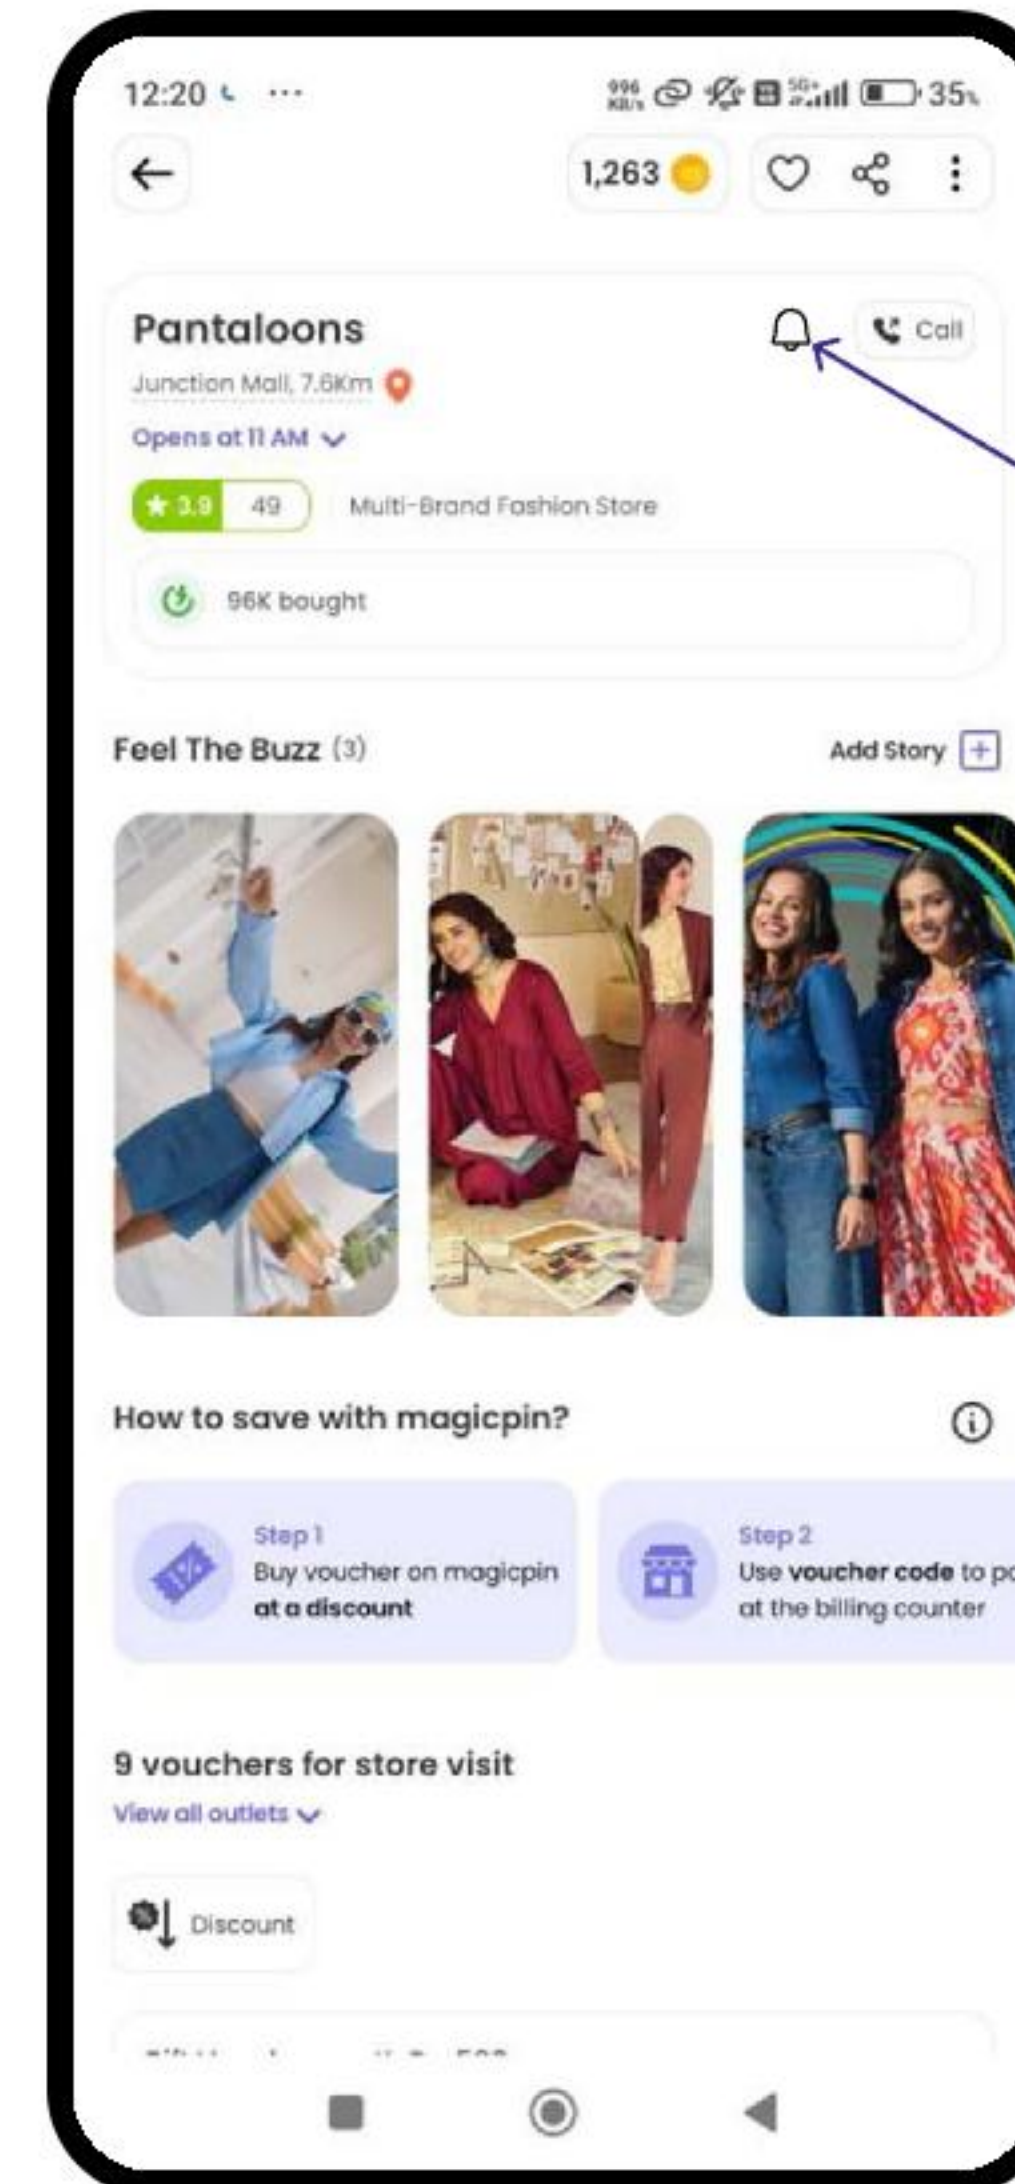 12:20
996
KB/s
5G+
35%
1,263
Pantaloons
Call
Junction Mall, 7.6Km
Opens at 11 AM
3.9
49
Multi-Brand Fashion Store
96K bought
Feel The Buzz (3)
Add Story
How to save with magicpin?
Step 1
Buy voucher on magicpin
at a discount
Step 2
Use voucher code to
at the billing counter
9 vouchers for store visit
View all outlets
Discount